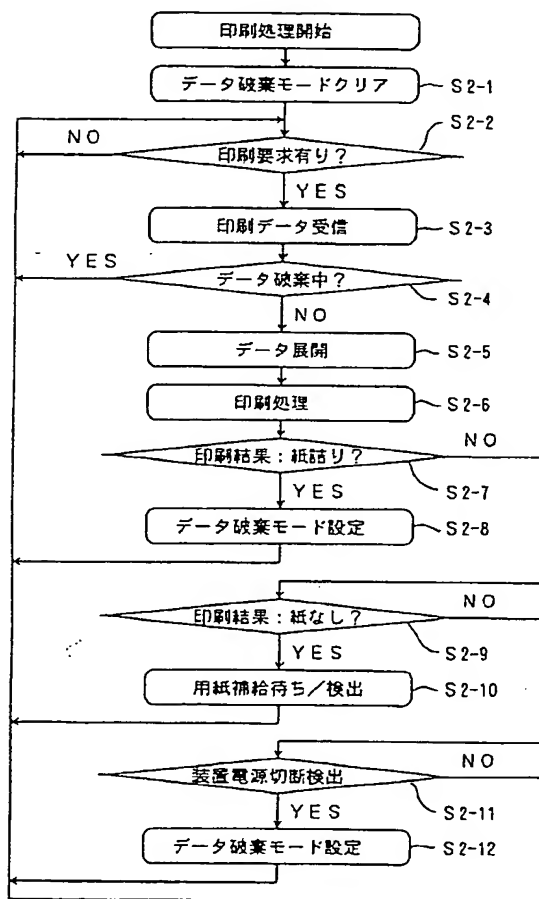 印刷処理開始
データ破棄モードクリア S2-1
S2-2
NO
印刷要求有り？
YES
印刷データ受信 S2-3
YES
データ破棄中？
S2-4
NO
データ展開 S2-5
印刷処理 S2-6
NO
印刷結果：紙詰り？
S2-7
YES
データ破棄モード設定 S2-8
NO
印刷結果：紙なし？
S2-9
YES
用紙補給待ち／検出 S2-10
NO
装置電源切断検出
S2-11
YES
データ破棄モード設定 S2-12